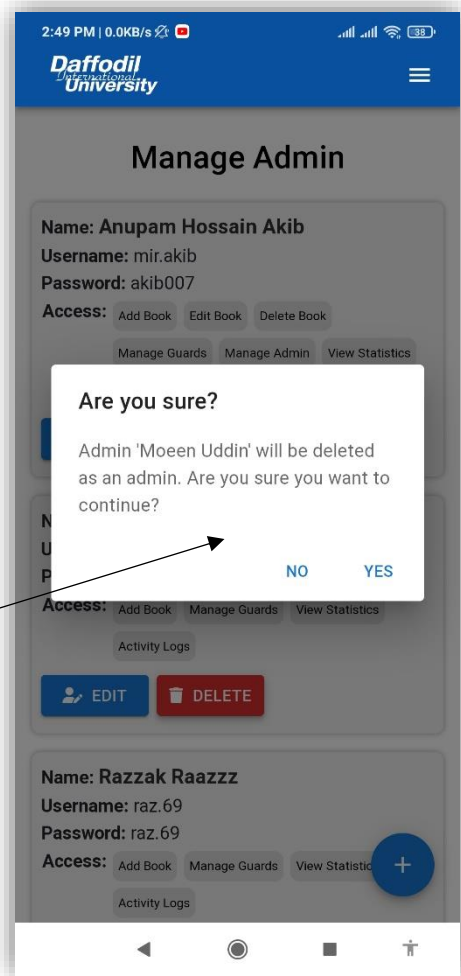 2:49 PM | 0.0KB/s
38
Daffodil
International
University
Manage Admin
Name: Anupam Hossain Akib
Username: mir.akib
Password: akib007
Access: Add Book Edit Book Delete Book
Manage Guards Manage Admin View Statistics
Are you sure?
Admin 'Moeen Uddin' will be deleted
as an admin. Are you sure you want to
continue?
NO YES
Access: Add Book Manage Guards View Statistics
Activity Logs
EDIT DELETE
Name: Razzak Raazzz
Username: raz.69
Password: raz.69
Access: Add Book Manage Guards View Statistic
+
Activity Logs